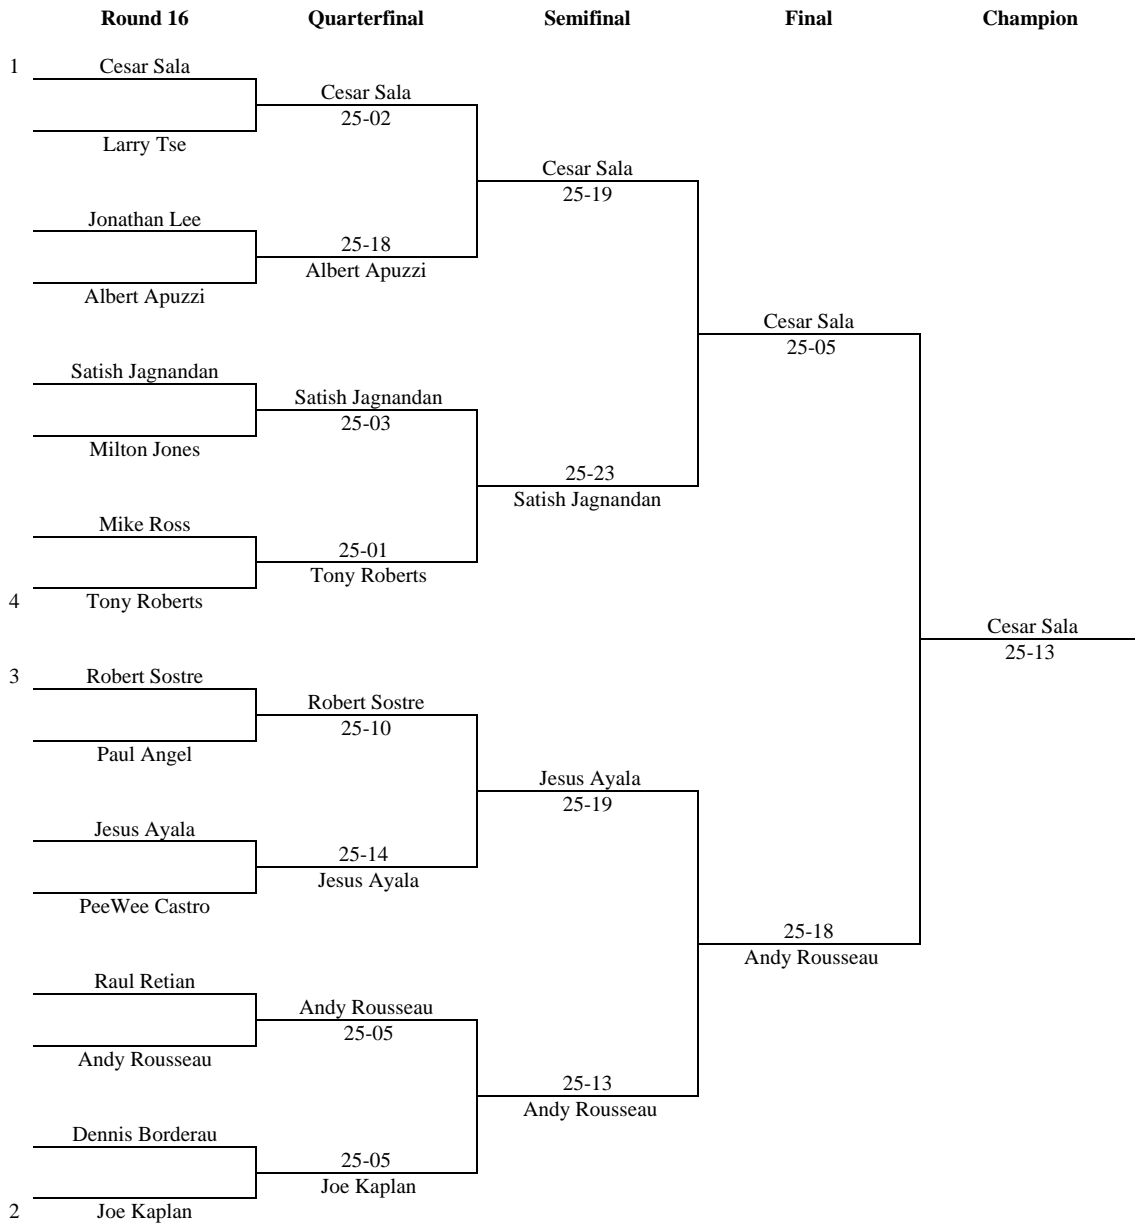 Round 16 Quarterfinal Semifinal Final Champion
1 Cesar Sala
Cesar Sala
25-02
Larry Tse
Cesar Sala
25-19
Jonathan Lee
25-18
Albert Apuzzi
Albert Apuzzi
Cesar Sala
25-05
Satish Jagnandan
Satish Jagnandan
25-03
Milton Jones
25-23
Satish Jagnandan
Mike Ross
25-01
Tony Roberts
4 Tony Roberts
Cesar Sala
25-13
3 Robert Sostre
Robert Sostre
25-10
Paul Angel
Jesus Ayala
25-19
Jesus Ayala
25-14
Jesus Ayala
PeeWee Castro
25-18
Andy Rousseau
Raul Retian
Andy Rousseau
25-05
Andy Rousseau
25-13
Andy Rousseau
Dennis Borderau
25-05
Joe Kaplan
2 Joe Kaplan